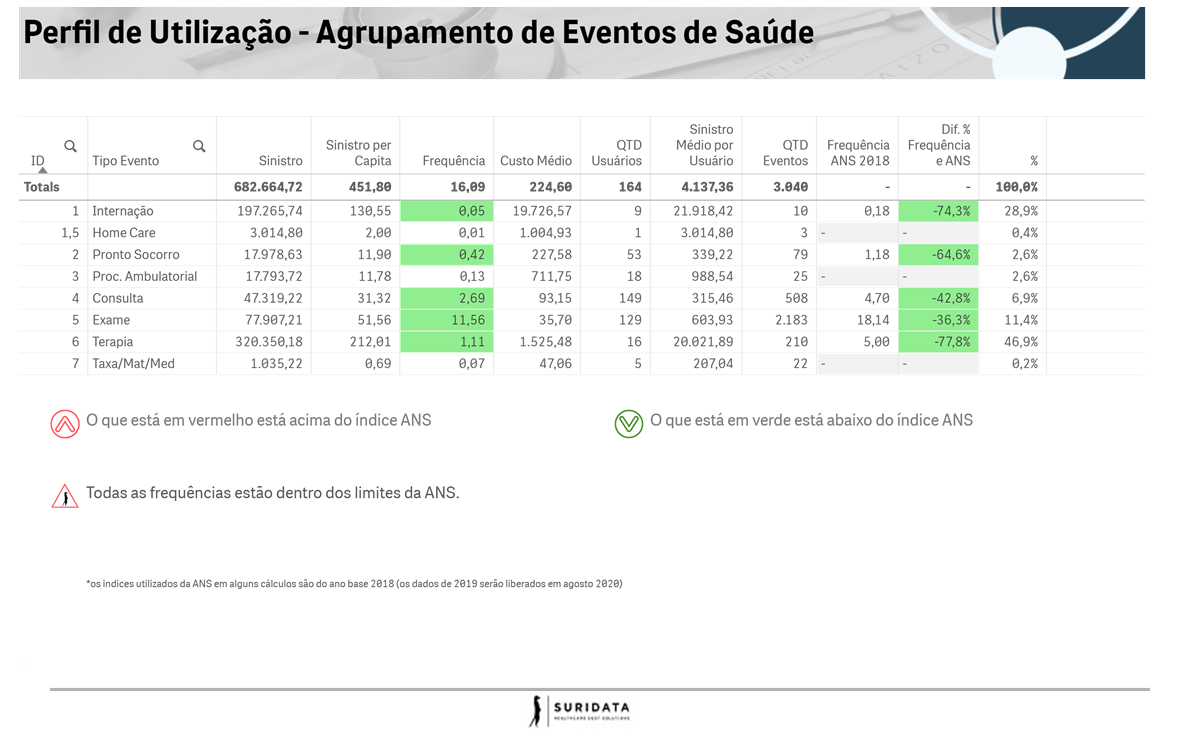 Perfil de Utilização - Agrupamento de Eventos de Saúde
ID Tipo Evento Sinistro Sinistro per Capita Frequência Custo Médio QTD Usuários Sinistro Médio por Usuário QTD Eventos Frequência ANS 2018 Dif. % Frequência e ANS %
Totals 682.664,72 451,80 16,09 224,60 164 4.137,36 3.040 - - 100,0%
1 Internação 197.265,74 130,55 0,05 19.726,57 9 21.918,42 10 0,18 -74,3% 28,9%
1,5 Home Care 3.014,80 2,00 0,01 1.004,93 1 3.014,80 3 - - 0,4%
2 Pronto Socorro 17.978,63 11,90 0,42 227,58 53 339,22 79 1,18 -64,6% 2,6%
3 Proc. Ambulatorial 17.793,72 11,78 0,13 711,75 18 988,54 25 - - 2,6%
4 Consulta 47.319,22 31,32 2,69 93,15 149 315,46 508 4,70 -42,8% 6,9%
5 Exame 77.907,21 51,56 11,56 35,70 129 603,93 2.183 18,14 -36,3% 11,4%
6 Terapia 320.350,18 212,01 1,11 1.525,48 16 20.021,89 210 5,00 -77,8% 46,9%
7 Taxa/Mat/Med 1.035,22 0,69 0,07 47,06 5 207,04 22 - - 0,2%
O que está em vermelho está acima do índice ANS
O que está em verde está abaixo do índice ANS
Todas as frequências estão dentro dos limites da ANS.
*os indices utilizados da ANS em alguns cálculos são do ano base 2018 (os dados de 2019 serão liberados em agosto 2020)
SURIDATA
HEALTHCARE COST SOLUTIONS